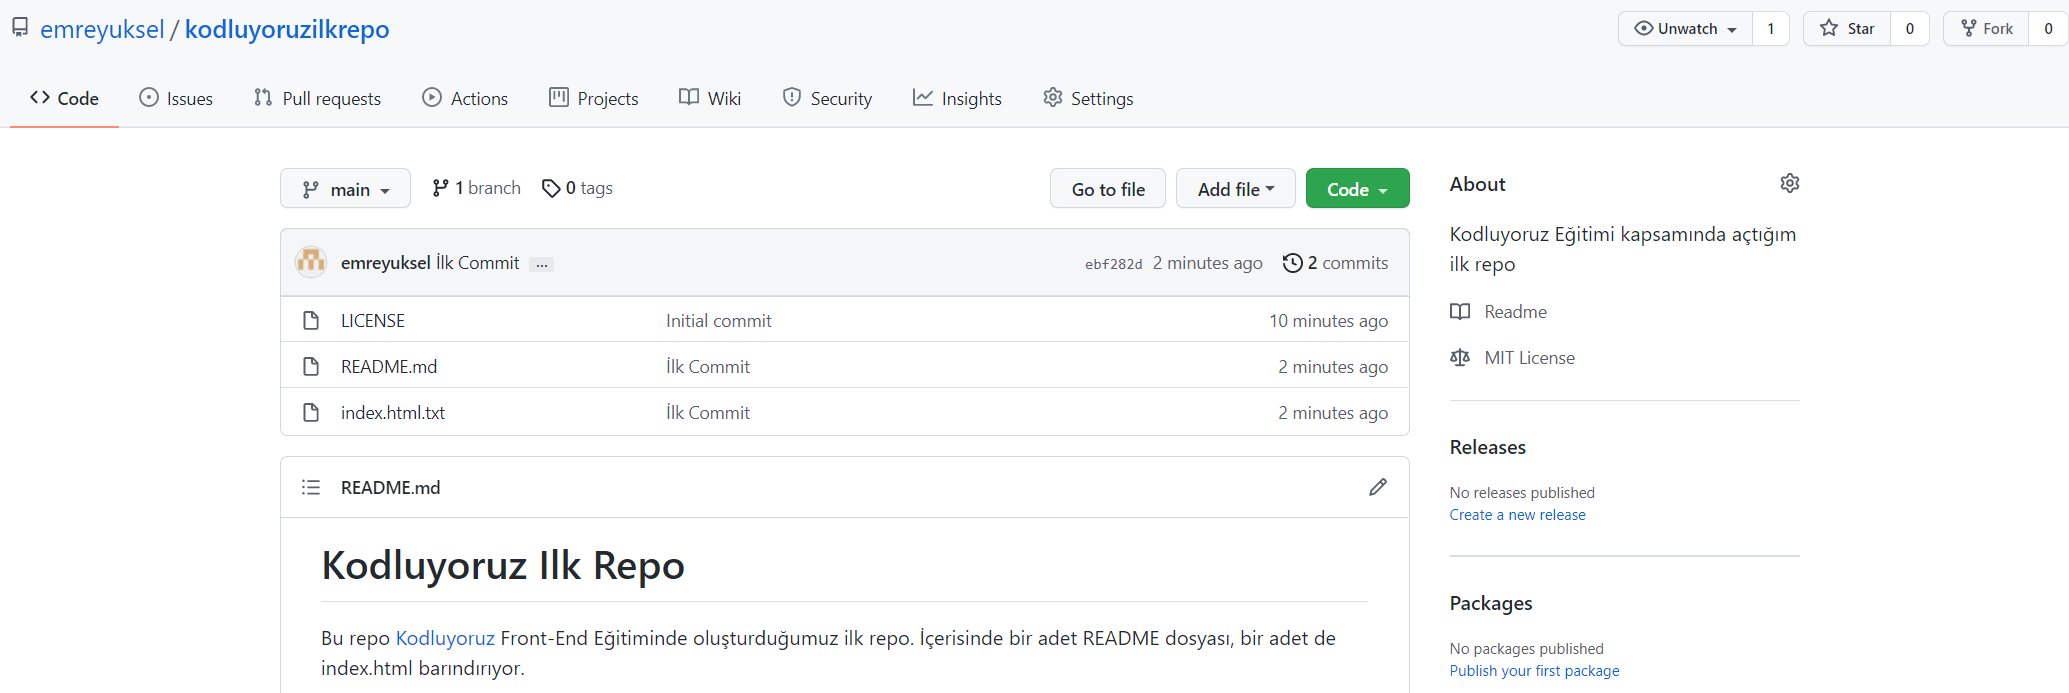 emreyuksel / kodluyoruzilkrepo
Unwatch 1 Star 0 Fork 0
Code Issues Pull requests Actions Projects Wiki Security Insights Settings
main 1 branch 0 tags Go to file Add file Code
emreyuksel İlk Commit ... ebf282d 2 minutes ago 2 commits
LICENSE Initial commit 10 minutes ago
README.md İlk Commit 2 minutes ago
index.html.txt İlk Commit 2 minutes ago
README.md
Kodluyoruz Ilk Repo
Bu repo Kodluyoruz Front-End Eğitiminde oluşturduğumuz ilk repo. İçerisinde bir adet README dosyası, bir adet de
index.html barındırıyor.
About
Kodluyoruz Eğitimi kapsamında açtığım
ilk repo
Readme
MIT License
Releases
No releases published
Create a new release
Packages
No packages published
Publish your first package